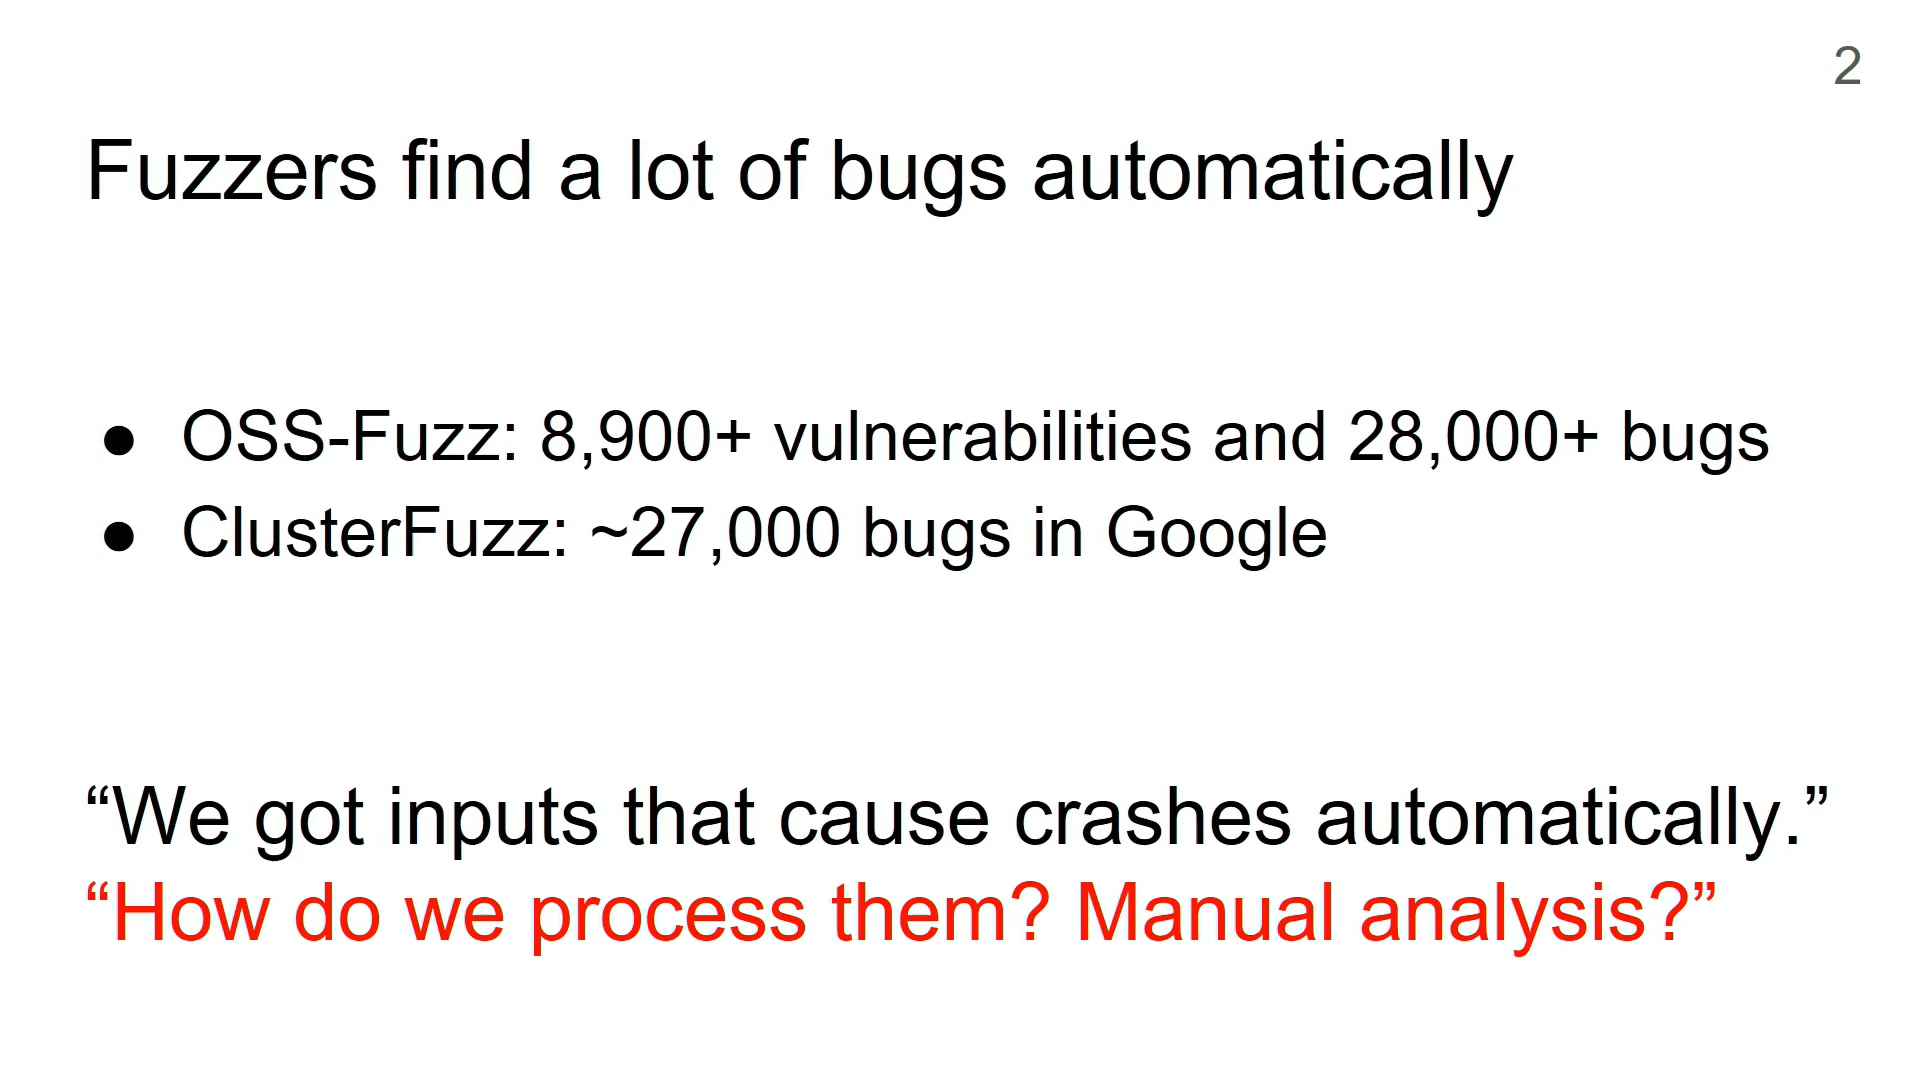 2
Fuzzers find a lot of bugs automatically
● OSS-Fuzz: 8,900+ vulnerabilities and 28,000+ bugs
● ClusterFuzz: ~27,000 bugs in Google
“We got inputs that cause crashes automatically.”
“How do we process them? Manual analysis?”